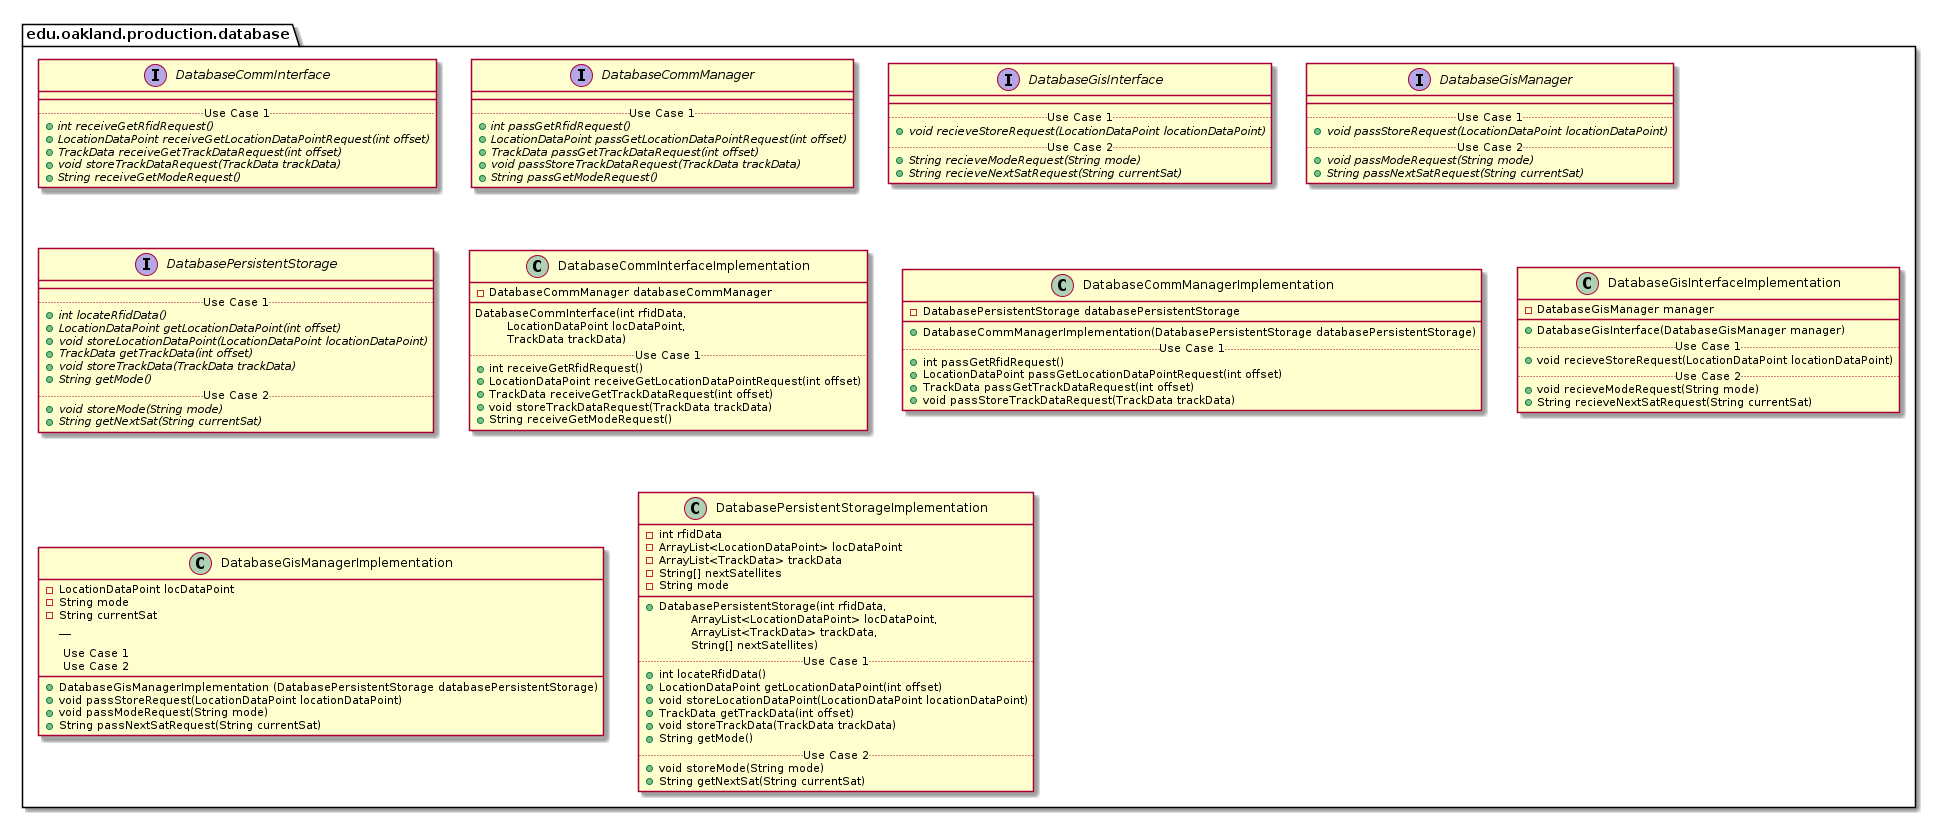 edu.oakland.production.database
I DatabaseCommInterface
Use Case 1
int receiveGetRfidRequest()
LocationDataPoint receiveGetLocationDataPointRequest(int offset)
TrackData receiveGetTrackDataRequest(int offset)
void storeTrackDataRequest(TrackData trackData)
String receiveGetModeRequest()
I DatabaseCommManager
Use Case 1
int passGetRfidRequest()
LocationDataPoint passGetLocationDataPointRequest(int offset)
TrackData passGetTrackDataRequest(int offset)
void passStoreTrackDataRequest(TrackData trackData)
String passGetModeRequest()
I DatabaseGisInterface
Use Case 1
void recieveStoreRequest(LocationDataPoint locationDataPoint)
Use Case 2
String recieveModeRequest(String mode)
String recieveNextSatRequest(String currentSat)
I DatabaseGisManager
Use Case 1
void passStoreRequest(LocationDataPoint locationDataPoint)
Use Case 2
void passModeRequest(String mode)
String passNextSatRequest(String currentSat)
I DatabasePersistentStorage
Use Case 1
int locateRfidData()
LocationDataPoint getLocationDataPoint(int offset)
void storeLocationDataPoint(LocationDataPoint locationDataPoint)
TrackData getTrackData(int offset)
void storeTrackData(TrackData trackData)
String getMode()
Use Case 2
void storeMode(String mode)
String getNextSat(String currentSat)
C DatabaseCommInterfaceImplementation
DatabaseCommManager databaseCommManager
DatabaseCommInterface(int rfidData,
LocationDataPoint locDataPoint,
TrackData trackData)
Use Case 1
int receiveGetRfidRequest()
LocationDataPoint receiveGetLocationDataPointRequest(int offset)
TrackData receiveGetTrackDataRequest(int offset)
void storeTrackDataRequest(TrackData trackData)
String receiveGetModeRequest()
C DatabaseCommManagerImplementation
DatabasePersistentStorage databasePersistentStorage
DatabaseCommManagerImplementation(DatabasePersistentStorage databasePersistentStorage)
Use Case 1
int passGetRfidRequest()
LocationDataPoint passGetLocationDataPointRequest(int offset)
TrackData passGetTrackDataRequest(int offset)
void passStoreTrackDataRequest(TrackData trackData)
C DatabaseGisInterfaceImplementation
DatabaseGisManager manager
DatabaseGisInterface(DatabaseGisManager manager)
Use Case 1
void recieveStoreRequest(LocationDataPoint locationDataPoint)
Use Case 2
void recieveModeRequest(String mode)
String recieveNextSatRequest(String currentSat)
C DatabaseGisManagerImplementation
LocationDataPoint locDataPoint
String mode
String currentSat
—
Use Case 1
Use Case 2
DatabaseGisManagerImplementation (DatabasePersistentStorage databasePersistentStorage)
void passStoreRequest(LocationDataPoint locationDataPoint)
void passModeRequest(String mode)
String passNextSatRequest(String currentSat)
C DatabasePersistentStorageImplementation
int rfidData
ArrayList<LocationDataPoint> locDataPoint
ArrayList<TrackData> trackData
String[] nextSatellites
String mode
DatabasePersistentStorage(int rfidData,
ArrayList<LocationDataPoint> locDataPoint,
ArrayList<TrackData> trackData,
String[] nextSatellites)
Use Case 1
int locateRfidData()
LocationDataPoint getLocationDataPoint(int offset)
void storeLocationDataPoint(LocationDataPoint locationDataPoint)
TrackData getTrackData(int offset)
void storeTrackData(TrackData trackData)
String getMode()
Use Case 2
void storeMode(String mode)
String getNextSat(String currentSat)